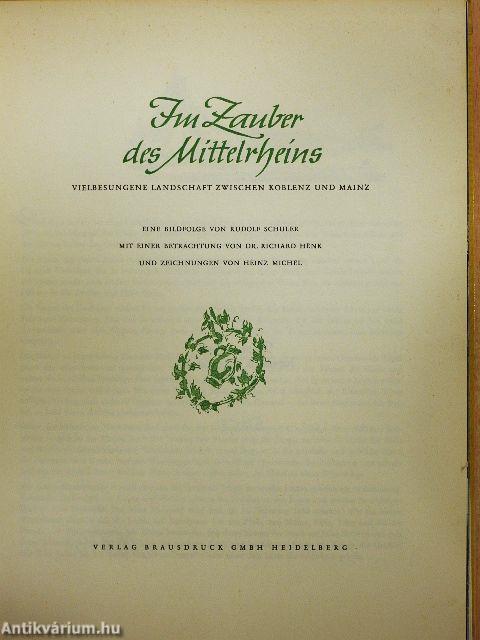 Im Zauber
des Mittelrheins
VIELBESUNGENE LANDSCHAFT ZWISCHEN KOBLENZ UND MAINZ
EINE BILDFOLGE VON RUDOLF SCHULER
MIT EINER BETRACHTUNG VON DR. RICHARD HENK
UND ZEICHNUNGEN VON HEINZ MICHEL
VERLAG BRAUSDRUCK GMBH HEIDELBERG
Antikvárium.hu